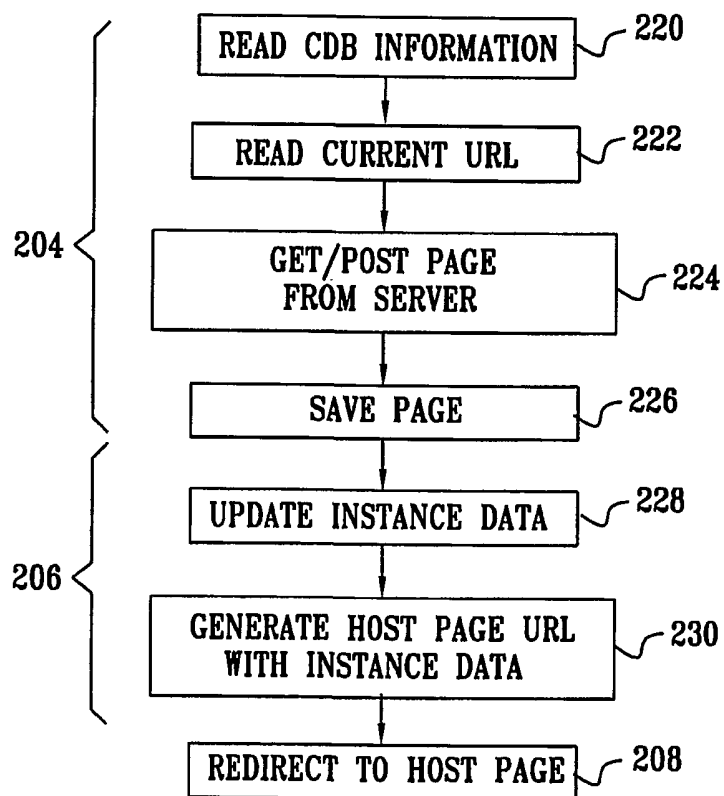 READ CDB INFORMATION
220
READ CURRENT URL
222
204
GET/POST PAGE
FROM SERVER
224
SAVE PAGE
226
UPDATE INSTANCE DATA
228
206
GENERATE HOST PAGE URL
WITH INSTANCE DATA
230
REDIRECT TO HOST PAGE
208